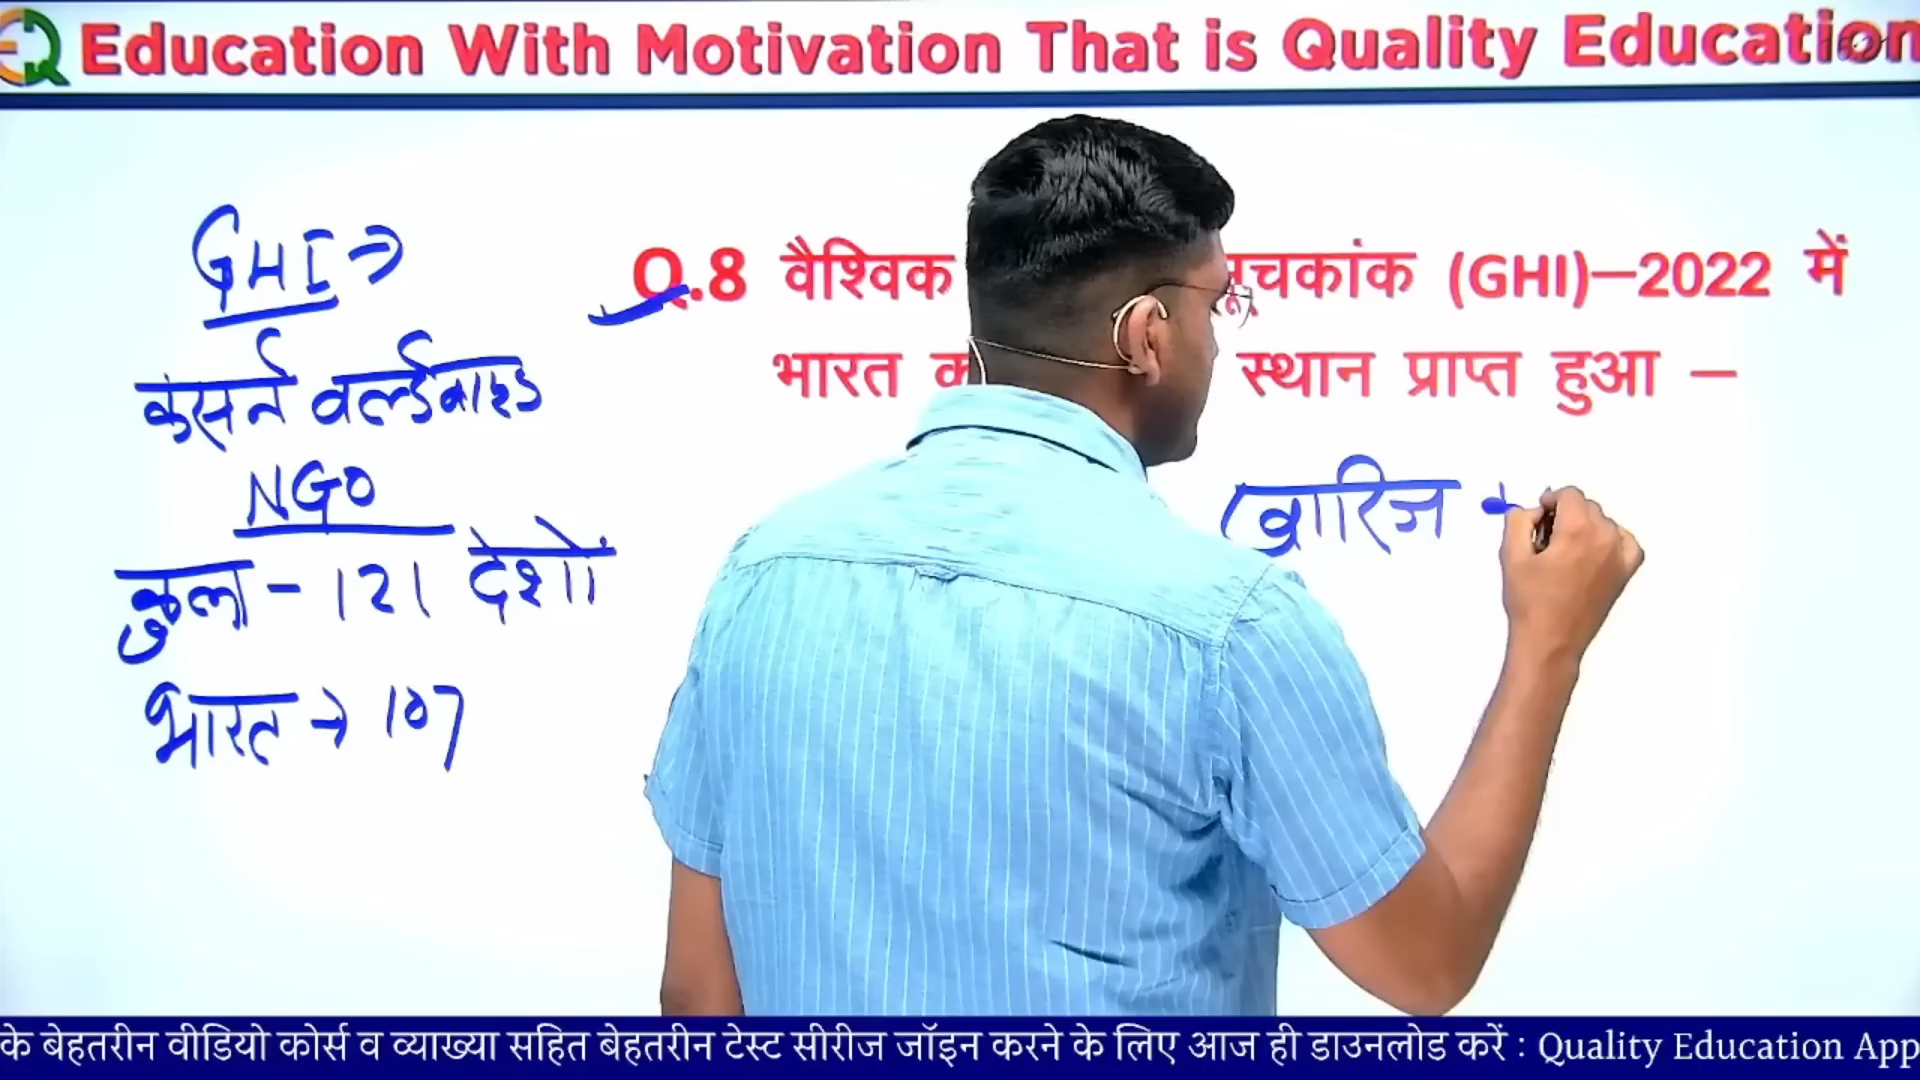 Education With Motivation That is Quality Education
GHI →
कंसर्न वर्ल्डवाइड
NGO
कुल - 121 देशों
भारत → 107
Q.8 वैश्विक सूचकांक (GHI)–2022 में
भारत स्थान प्राप्त हुआ –
खारिज
के बेहतरीन वीडियो कोर्स व व्याख्या सहित बेहतरीन टेस्ट सीरीज जॉइन करने के लिए आज ही डाउनलोड करें : Quality Education App